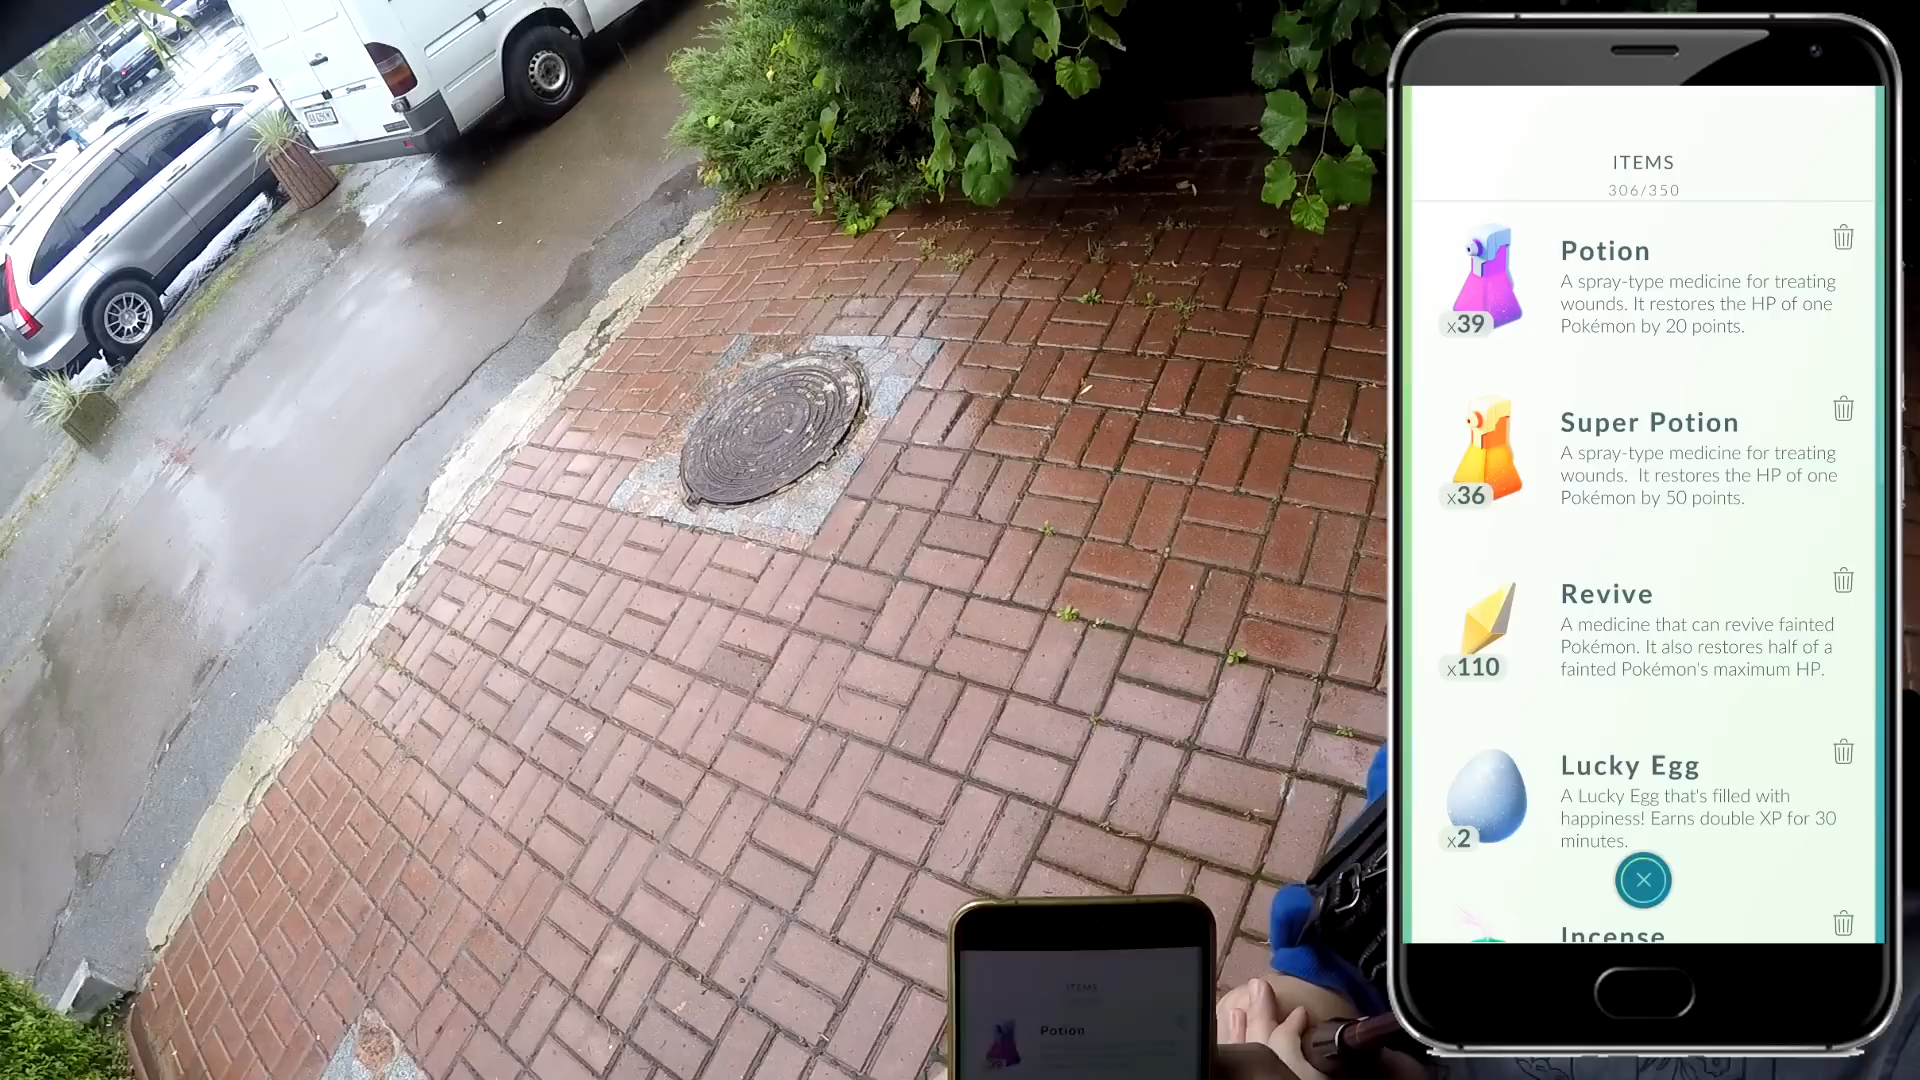 ITEMS
306/350
Potion
A spray-type medicine for treating
wounds. It restores the HP of one
Pokémon by 20 points.
x39
Super Potion
A spray-type medicine for treating
wounds. It restores the HP of one
Pokémon by 50 points.
x36
Revive
A medicine that can revive fainted
Pokémon. It also restores half of a
fainted Pokémon's maximum HP.
x110
Lucky Egg
A Lucky Egg that's filled with
happiness! Earns double XP for 30
minutes.
x2
Incense
ITEMS
Potion